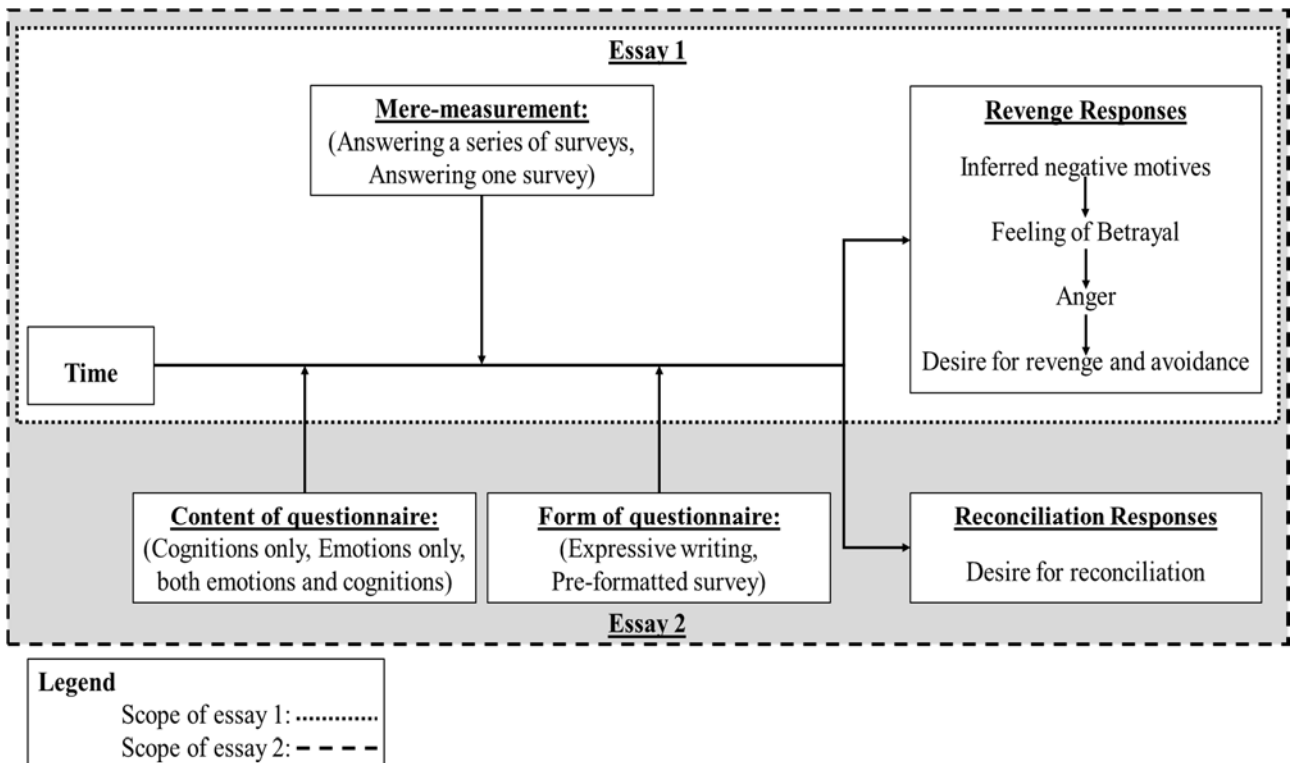 Essay 1
Mere-measurement:
(Answering a series of surveys,
Answering one survey)
Revenge Responses
Inferred negative motives
Feeling of Betrayal
Anger
Desire for revenge and avoidance
Time
Content of questionnaire:
(Cognitions only, Emotions only,
both emotions and cognitions)
Form of questionnaire:
(Expressive writing,
Pre-formatted survey)
Reconciliation Responses
Desire for reconciliation
Essay 2
Legend
Scope of essay 1:
Scope of essay 2: